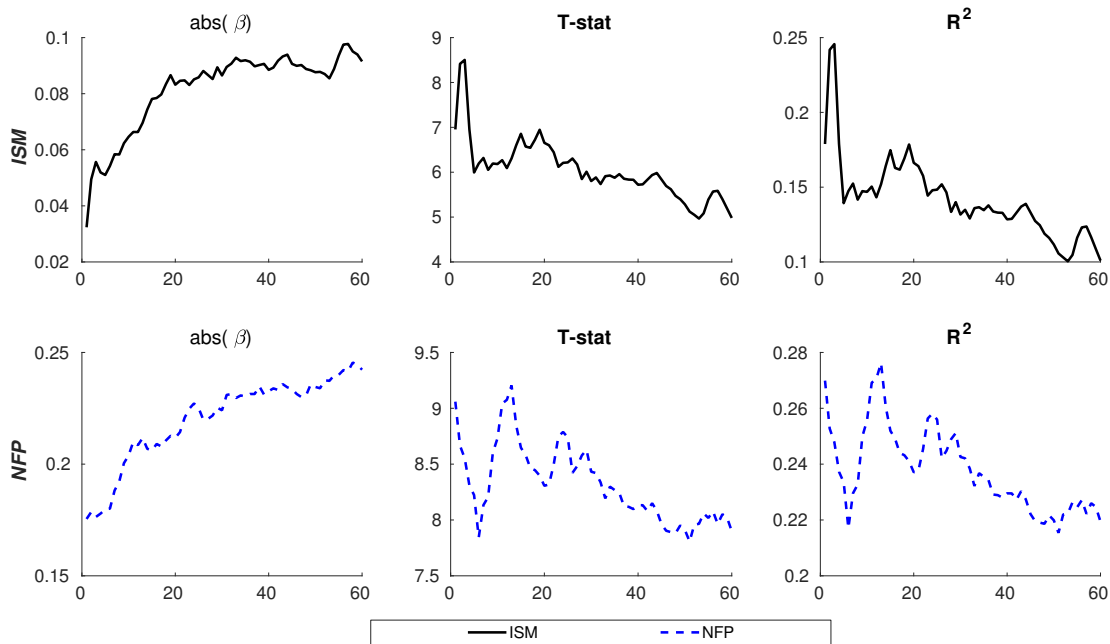 abs( β) T-stat R²
0.1 9 0.25
0.08 8 0.2
7
0.06 6 0.15
0.04 5
0.02 4 0.1
ISM
0 20 40 60 0 20 40 60 0 20 40 60
abs( β) T-stat R²
0.25 9.5 0.28
9 0.26
0.2 8.5 0.24
8 0.22
0.15 7.5 0.2
NFP
0 20 40 60 0 20 40 60 0 20 40 60
ISM NFP